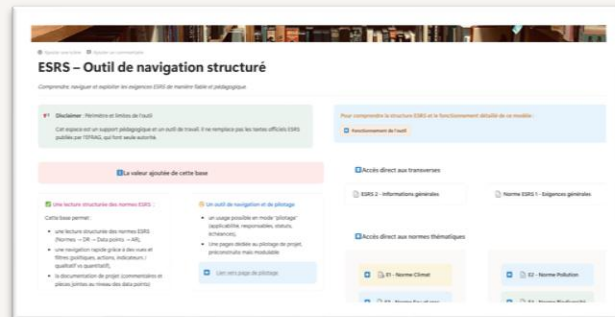 Ajouter une icône Ajouter un commentaire
ESRS – Outil de navigation structuré
Comprendre, naviguer et exploiter les exigences ESRS de manière fiable et pédagogique.
Disclaimer : Périmètre et limites de l'outil
Cet espace est un support pédagogique et un outil de travail. Il ne remplace pas les textes officiels ESRS
publiés par l'EFRAG, qui font seule autorité.
La valeur ajoutée de cette base
Une lecture structurée des normes ESRS :
Cette base permet :
une lecture structurée des normes ESRS
(Normes → DR → Data points → AR),
une navigation rapide grâce à des vues et
filtres (politiques, actions, indicateurs /
qualitatif vs quantitatif),
la documentation de projet (commentaires et
pièces jointes au niveau des data points)
Un outil de navigation et de pilotage
un usage possible en mode "pilotage"
(applicabilité, responsables, statuts,
échéances),
Une pages dédiée au pilotage de projet,
préconstruite mais modulable.
Lien vers page de pilotage
Pour comprendre la structure ESRS et le fonctionnement détaillé de ce modèle :
Fonctionnement de l'outil
Accès direct aux transverses
ESRS 2 - Informations générales
Norme ESRS 1 - Exigences générales
Accès direct aux normes thématiques
E1 - Norme Climat
E2 - Norme Pollution